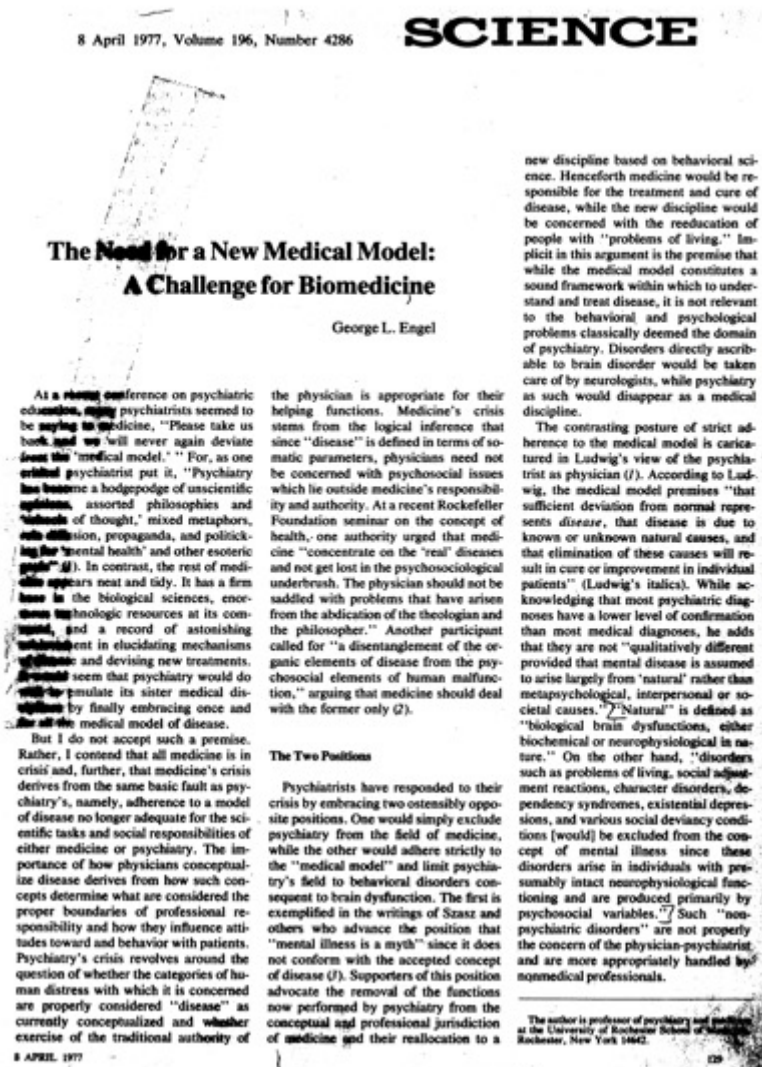 8 April 1977, Volume 196, Number 4286
SCIENCE
The Need for a New Medical Model:
A Challenge for Biomedicine
George L. Engel
At a recent conference on psychiatric
education, many psychiatrists seemed to
be saying to medicine, "Please take us
back and we will never again deviate
from the 'medical model.' " For, as one
critical psychiatrist put it, "Psychiatry
has become a hodgepodge of unscientific
opinions, assorted philosophies and
'schools of thought,' mixed metaphors,
role diffusion, propaganda, and politick-
ing for 'mental health' and other esoteric
goals" (1). In contrast, the rest of medi-
cine appears neat and tidy. It has a firm
base in the biological sciences, enor-
mous technologic resources at its com-
mand, and a record of astonishing
achievement in elucidating mechanisms
of disease and devising new treatments.
It would seem that psychiatry would do
well to emulate its sister medical dis-
ciplines by finally embracing once and
for all the medical model of disease.
But I do not accept such a premise.
Rather, I contend that all medicine is in
crisis and, further, that medicine's crisis
derives from the same basic fault as psy-
chiatry's, namely, adherence to a model
of disease no longer adequate for the sci-
entific tasks and social responsibilities of
either medicine or psychiatry. The im-
portance of how physicians conceptual-
ize disease derives from how such con-
cepts determine what are considered the
proper boundaries of professional re-
sponsibility and how they influence atti-
tudes toward and behavior with patients.
Psychiatry's crisis revolves around the
question of whether the categories of hu-
man distress with which it is concerned
are properly considered "disease" as
currently conceptualized and whether
exercise of the traditional authority of
the physician is appropriate for their
helping functions. Medicine's crisis
stems from the logical inference that
since "disease" is defined in terms of so-
matic parameters, physicians need not
be concerned with psychosocial issues
which lie outside medicine's responsibil-
ity and authority. At a recent Rockefeller
Foundation seminar on the concept of
health, one authority urged that medi-
cine "concentrate on the 'real' diseases
and not get lost in the psychosociological
underbrush. The physician should not be
saddled with problems that have arisen
from the abdication of the theologian and
the philosopher." Another participant
called for "a disentanglement of the or-
ganic elements of disease from the psy-
chosocial elements of human malfunc-
tion," arguing that medicine should deal
with the former only (2).
The Two Positions
Psychiatrists have responded to their
crisis by embracing two ostensibly oppo-
site positions. One would simply exclude
psychiatry from the field of medicine,
while the other would adhere strictly to
the "medical model" and limit psychia-
try's field to behavioral disorders con-
sequent to brain dysfunction. The first is
exemplified in the writings of Szasz and
others who advance the position that
"mental illness is a myth" since it does
not conform with the accepted concept
of disease (3). Supporters of this position
advocate the removal of the functions
now performed by psychiatry from the
conceptual and professional jurisdiction
of medicine and their reallocation to a
new discipline based on behavioral sci-
ence. Henceforth medicine would be re-
sponsible for the treatment and cure of
disease, while the new discipline would
be concerned with the reeducation of
people with "problems of living." Im-
plicit in this argument is the premise that
while the medical model constitutes a
sound framework within which to under-
stand and treat disease, it is not relevant
to the behavioral and psychological
problems classically deemed the domain
of psychiatry. Disorders directly ascrib-
able to brain disorder would be taken
care of by neurologists, while psychiatry
as such would disappear as a medical
discipline.
The contrasting posture of strict ad-
herence to the medical model is carica-
tured in Ludwig's view of the psychia-
trist as physician (1). According to Lud-
wig, the medical model premises "that
sufficient deviation from normal repre-
sents disease, that disease is due to
known or unknown natural causes, and
that elimination of these causes will re-
sult in cure or improvement in individual
patients" (Ludwig's italics). While ac-
knowledging that most psychiatric diag-
noses have a lower level of confirmation
than most medical diagnoses, he adds
that they are not "qualitatively different
provided that mental disease is assumed
to arise largely from 'natural' rather than
metapsychological, interpersonal or so-
cietal causes." "Natural" is defined as
"biological brain dysfunctions, either
biochemical or neurophysiological in na-
ture." On the other hand, "disorders
such as problems of living, social adjust-
ment reactions, character disorders, de-
pendency syndromes, existential depres-
sions, and various social deviancy condi-
tions [would] be excluded from the con-
cept of mental illness since these
disorders arise in individuals with pre-
sumably intact neurophysiological func-
tioning and are produced primarily by
psychosocial variables." Such "non-
psychiatric disorders" are not properly
the concern of the physician-psychiatrist
and are more appropriately handled by
nonmedical professionals.
The author is professor of psychiatry and medicine
at the University of Rochester School of Medicine,
Rochester, New York 14642.
8 APRIL 1977
129